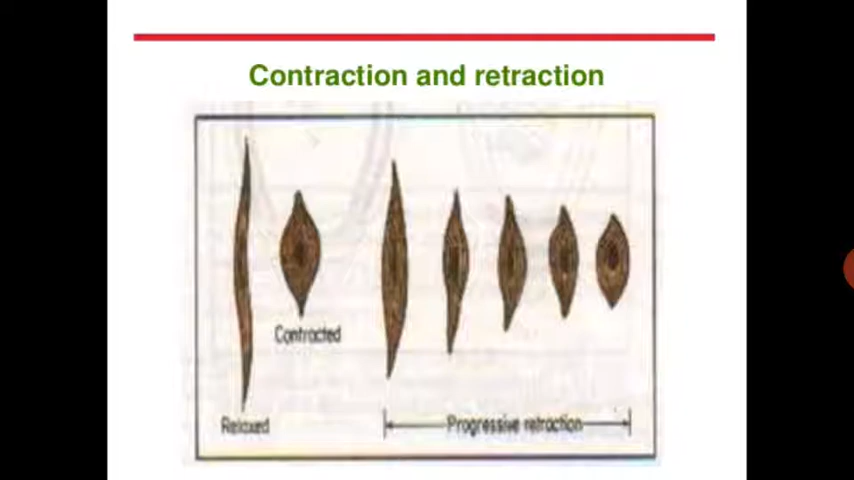 Contraction and retraction
Contracted
Relaxed
Progressive retraction